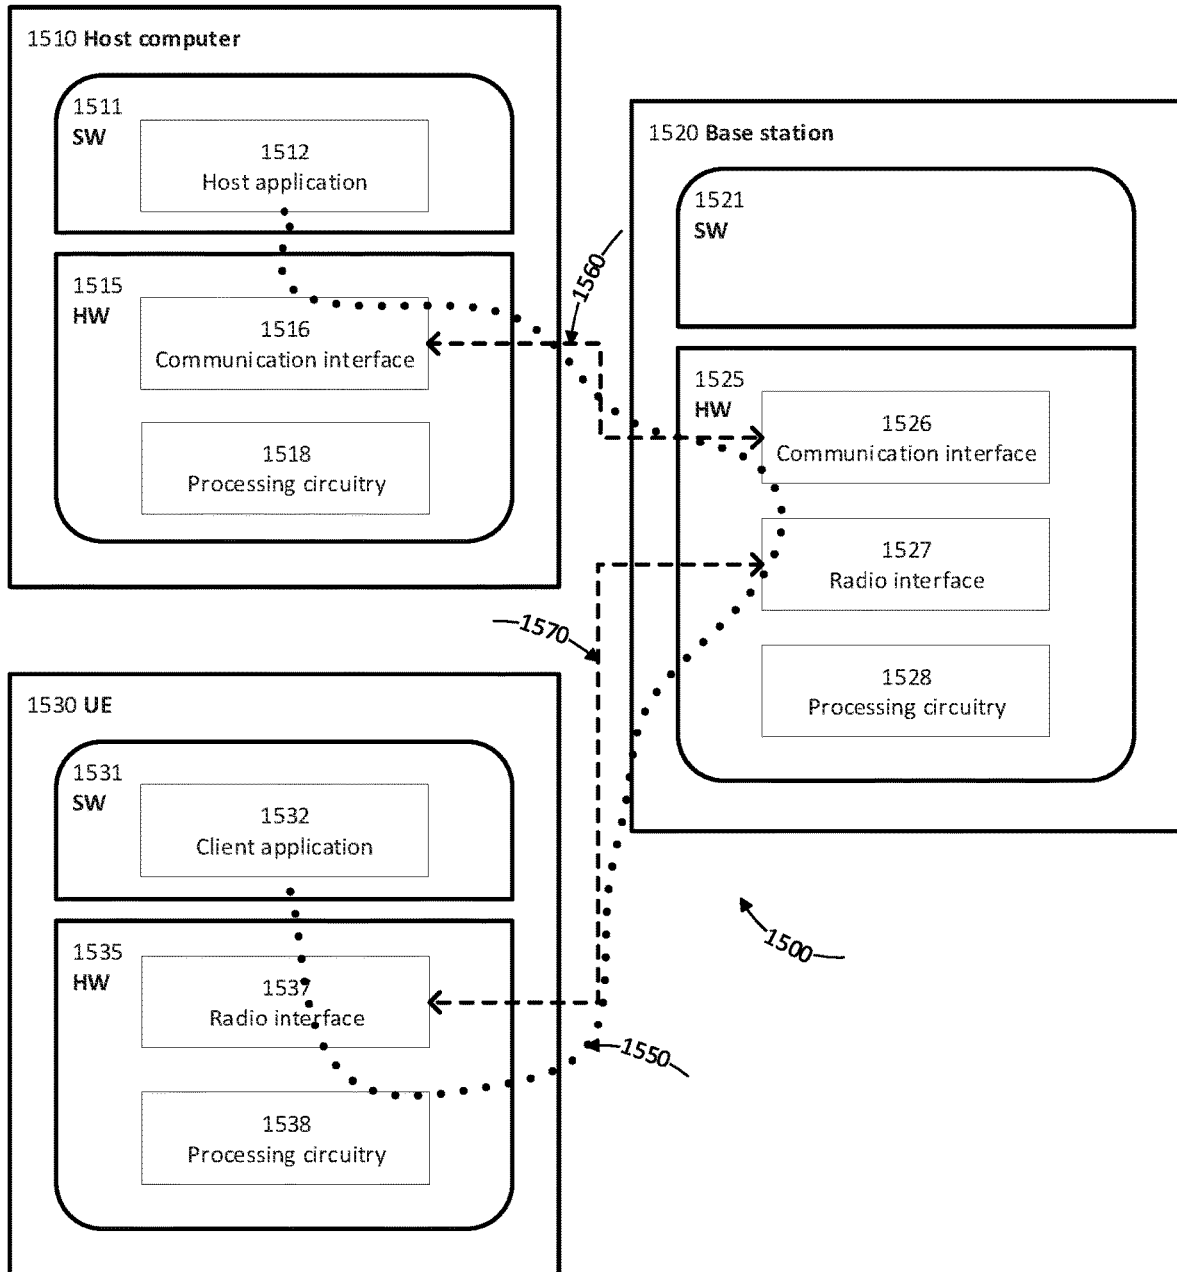 1510 Host computer
1511
SW
1512
Host application
1515
HW
1516
Communication interface
1518
Processing circuitry
1560
1520 Base station
1521
SW
1525
HW
1526
Communication interface
1527
Radio interface
1528
Processing circuitry
1570
1530 UE
1531
SW
1532
Client application
1535
HW
1537
Radio interface
1538
Processing circuitry
1500
1550